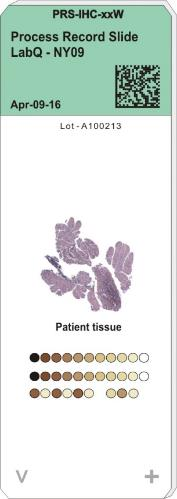 PRS-IHC-xxW
Process Record Slide
LabQ - NY09
Apr-09-16
Lot - A100213
Patient tissue
V +